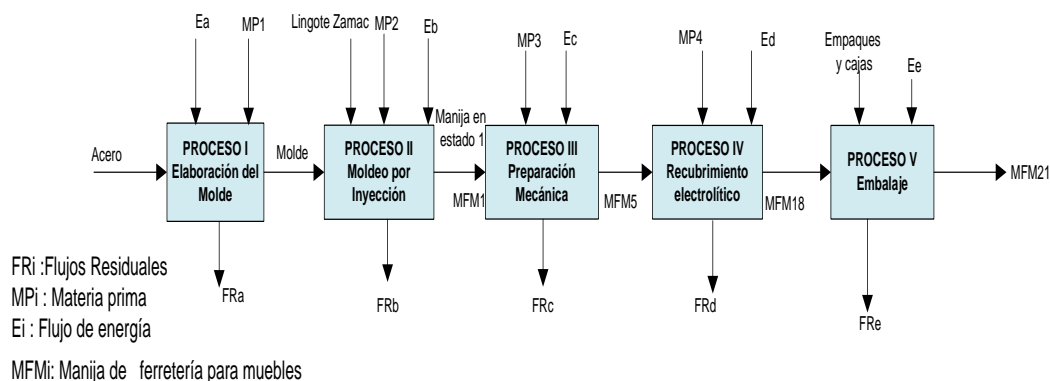 Ea
MP1
Lingote Zamac
MP2
Eb
MP3
Ec
MP4
Ed
Empaques
y cajas
Ee
Acero
PROCESO I
Elaboración del
Molde
Molde
PROCESO II
Moldeo por
Inyección
Manija en
estado 1
MFM1
PROCESO III
Preparación
Mecánica
MFM5
PROCESO IV
Recubrimiento
electrolítico
MFM18
PROCESO V
Embalaje
MFM21
FRa
FRb
FRc
FRd
FRe
FRi :Flujos Residuales
MPi : Materia prima
Ei : Flujo de energía
MFMi: Manija de ferretería para muebles